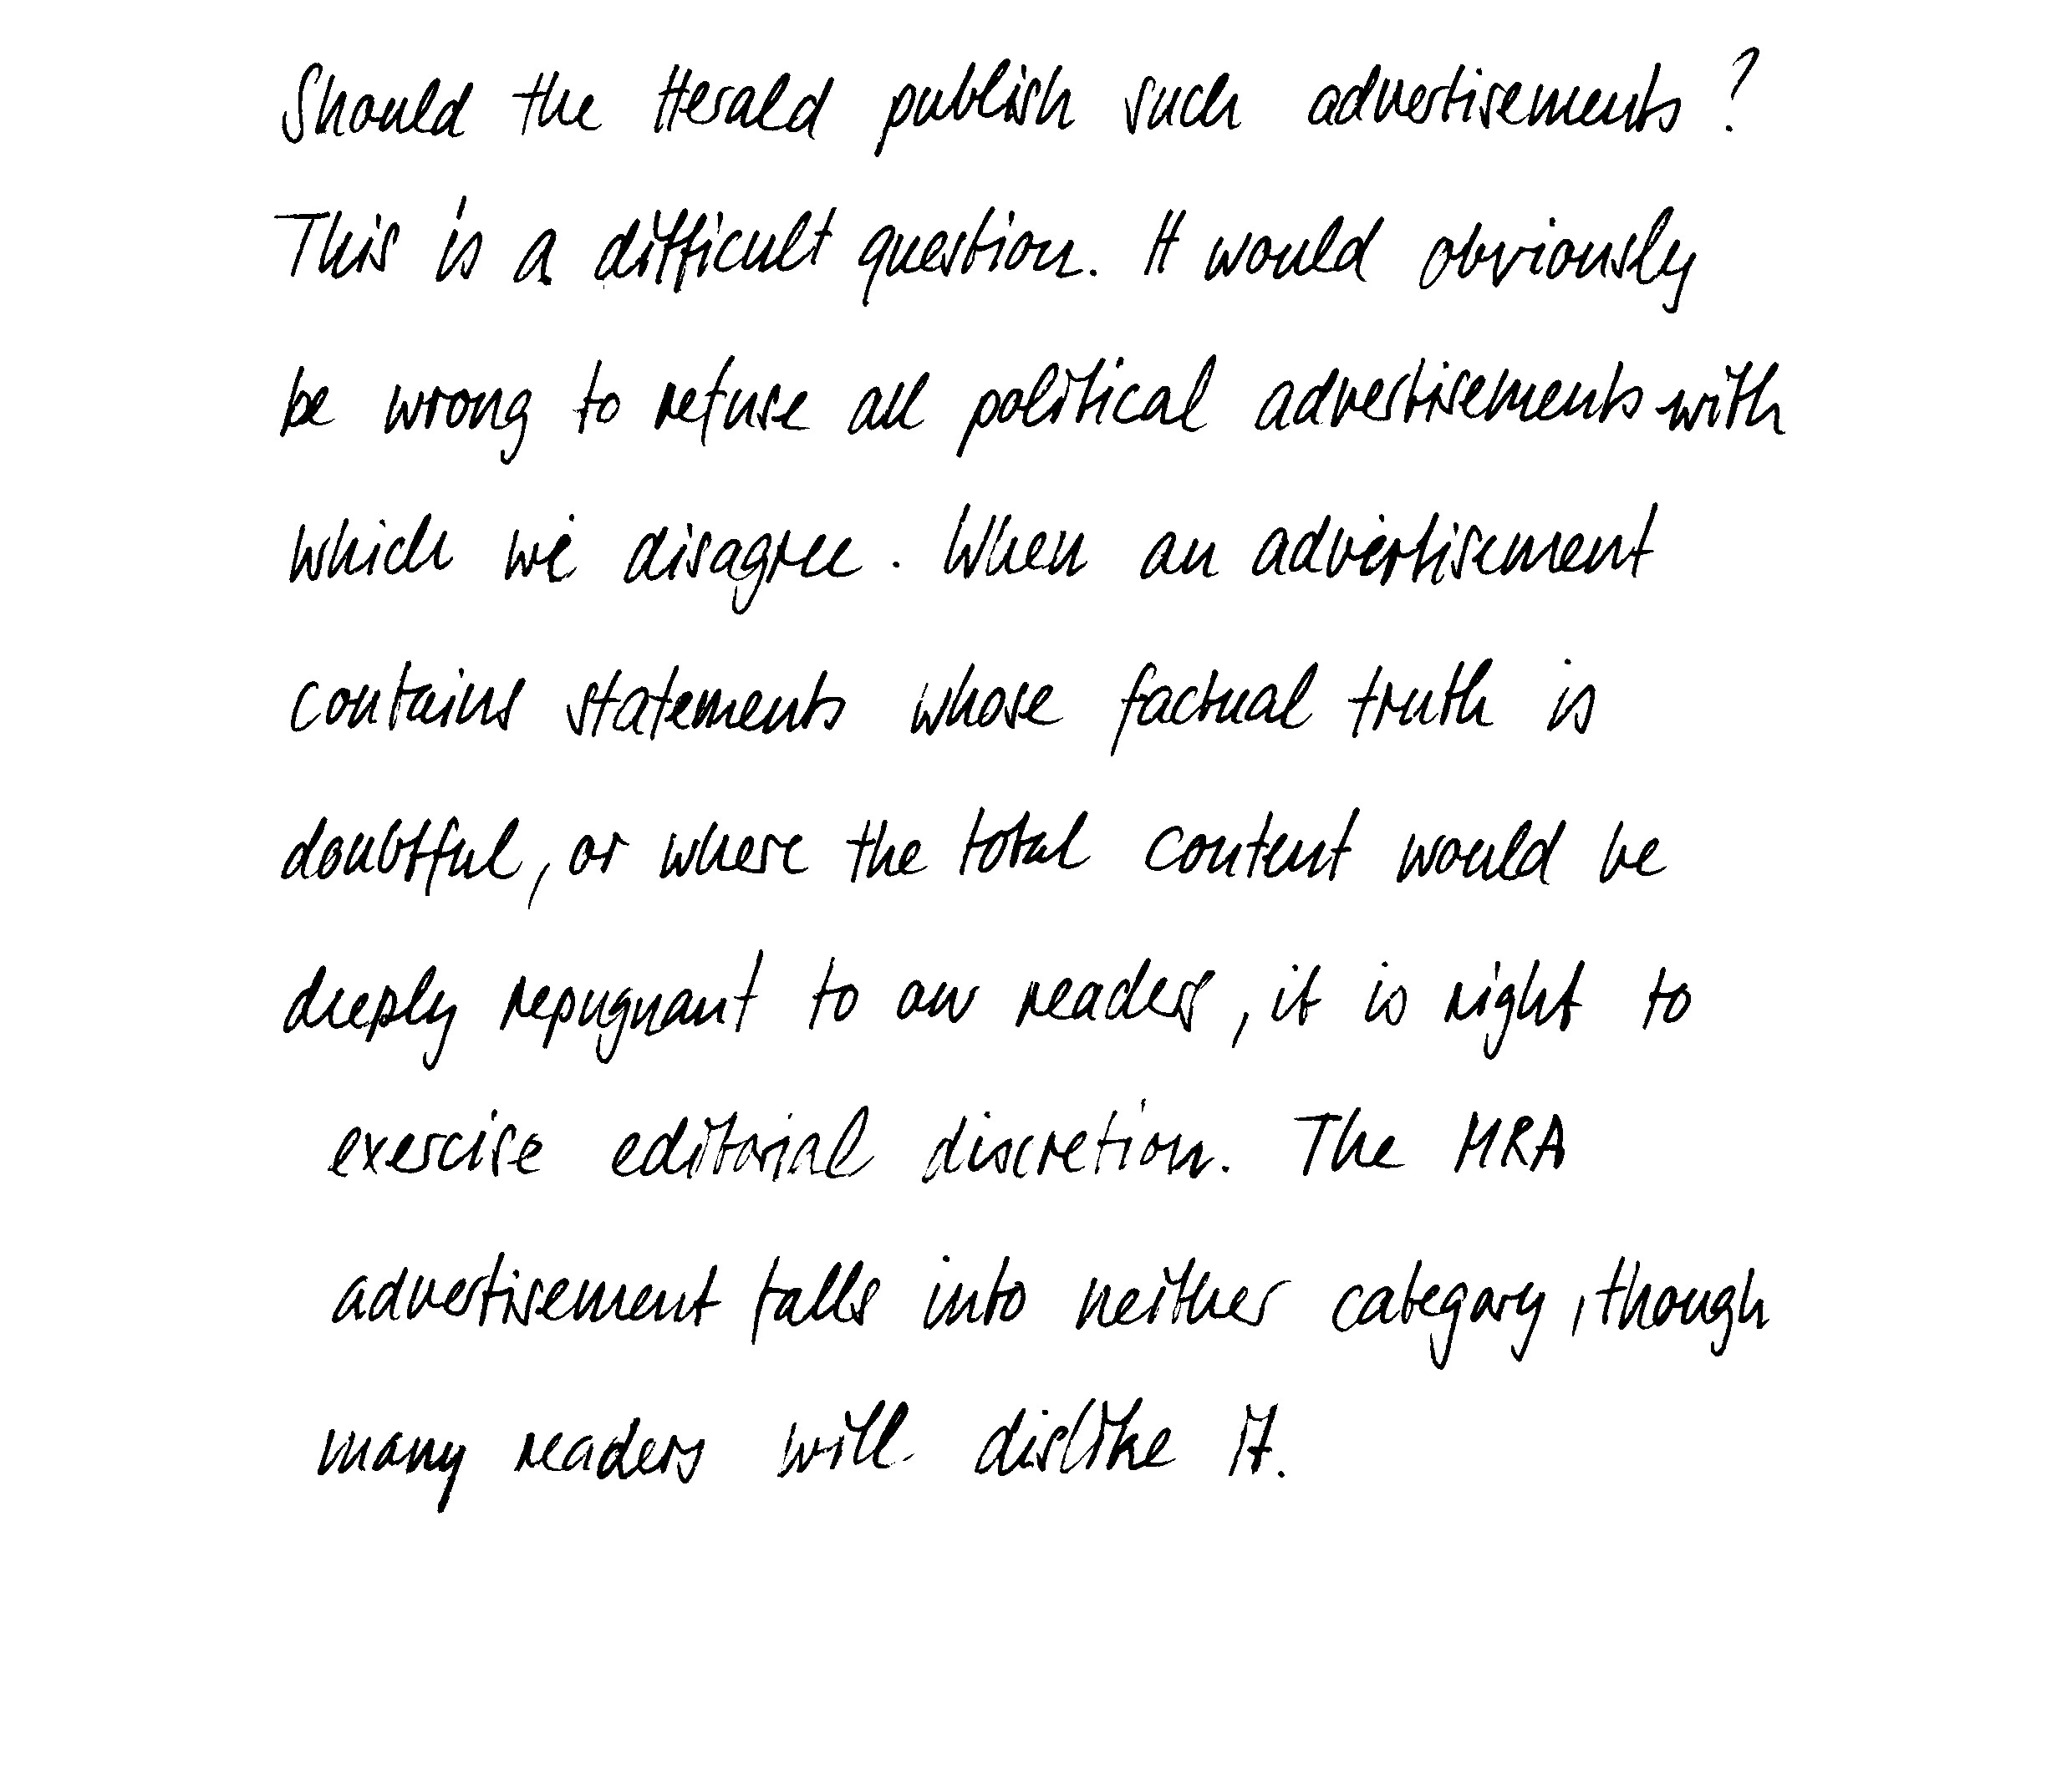 Should the Herald publish such advertisements?
This is a difficult question. It would obviously
be wrong to refuse all political advertisements with
which we disagree. When an advertisement
contains statements whose factual truth is
doubtful, or where the total content would be
deeply repugnant to our readers, it is right to
exercise editorial discretion. The MRA
advertisement falls into neither category, though
many readers will dislike it.